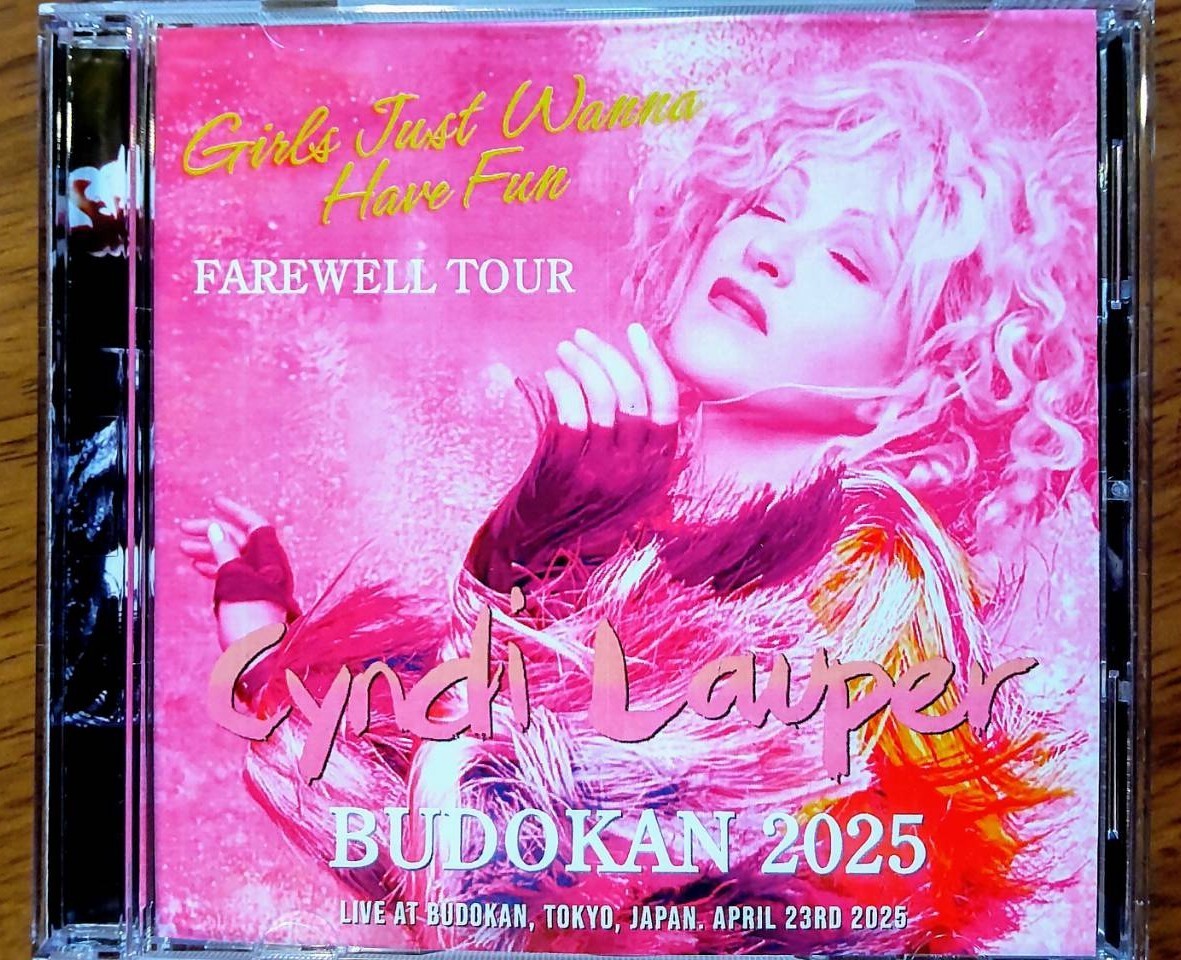 Girls Just Wanna
Have Fun
FAREWELL TOUR
Cyndi Lauper
BUDOKAN 2025
LIVE AT BUDOKAN, TOKYO, JAPAN. APRIL 23RD 2025